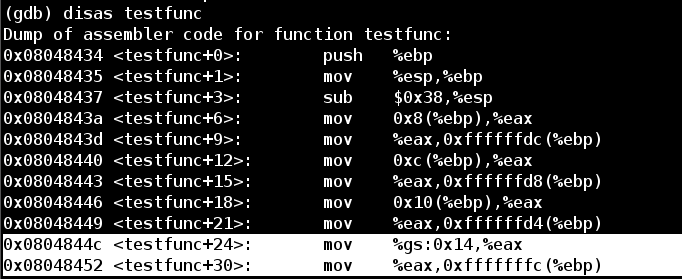 (gdb) disas testfunc
Dump of assembler code for function testfunc:
0x08048434 <testfunc+0>: push %ebp
0x08048435 <testfunc+1>: mov %esp,%ebp
0x08048437 <testfunc+3>: sub $0x38,%esp
0x0804843a <testfunc+6>: mov 0x8(%ebp),%eax
0x0804843d <testfunc+9>: mov %eax,0xffffffdc(%ebp)
0x08048440 <testfunc+12>: mov 0xc(%ebp),%eax
0x08048443 <testfunc+15>: mov %eax,0xffffffd8(%ebp)
0x08048446 <testfunc+18>: mov 0x10(%ebp),%eax
0x08048449 <testfunc+21>: mov %eax,0xffffffd4(%ebp)
0x0804844c <testfunc+24>: mov %gs:0x14,%eax
0x08048452 <testfunc+30>: mov %eax,0xfffffffc(%ebp)